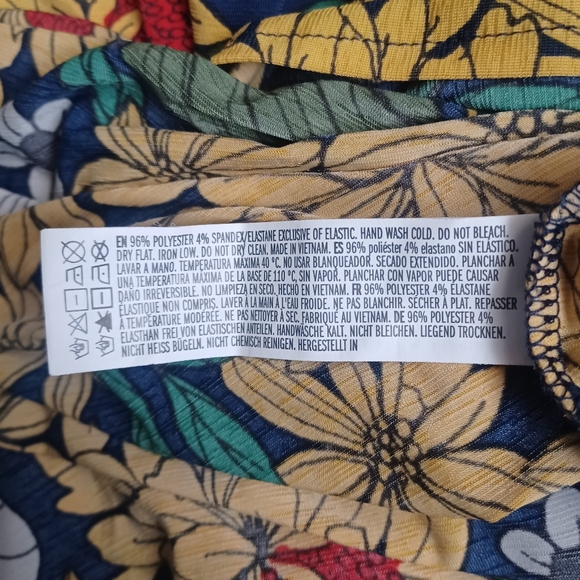 EN 96% POLYESTER 4% SPANDEX/ELASTANE EXCLUSIVE OF ELASTIC. HAND WASH COLD. DO NOT BLEACH.
DRY FLAT. IRON LOW. DO NOT DRY CLEAN. MADE IN VIETNAM. ES 96% poliéster 4% elastano SIN ELÁSTICO.
LAVAR A MANO. TEMPERATURA MÁXIMA 40 °C. NO USAR BLANQUEADOR. SECADO EXTENDIDO. PLANCHAR A
UNA TEMPERATURA MÁXIMA DE LA BASE DE 110 °C, SIN VAPOR. PLANCHAR CON VAPOR PUEDE CAUSAR
DAÑO IRREVERSIBLE. NO LIMPIEZA EN SECO. HECHO EN VIETNAM. FR 96% POLYESTER 4% ÉLASTANE
ÉLASTIQUE NON COMPRIS. LAVER À LA MAIN À L'EAU FROIDE. NE PAS BLANCHIR. SÉCHER À PLAT. REPASSER
À TEMPÉRATURE MODÉRÉE. NE PAS NETTOYER À SEC. FABRIQUÉ AU VIETNAM. DE 96% POLYESTER 4%
ELASTHAN FREI VON ELASTISCHEN ANTEILEN. HANDWÄSCHE KALT. NICHT BLEICHEN. LIEGEND TROCKNEN.
NICHT HEISS BÜGELN. NICHT CHEMISCH REINIGEN. HERGESTELLT IN